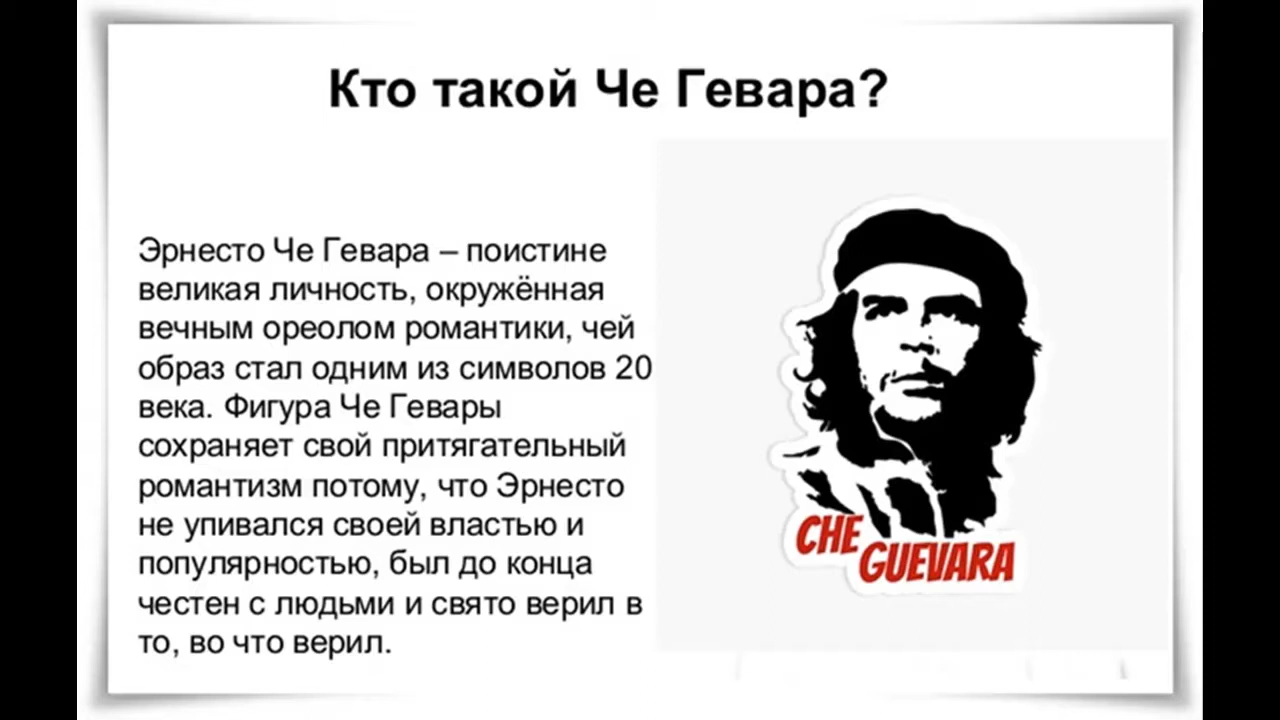 Кто такой Че Гевара?
Эрнесто Че Гевара – поистине
великая личность, окружённая
вечным ореолом романтики, чей
образ стал одним из символов 20
века. Фигура Че Гевары
сохраняет свой притягательный
романтизм потому, что Эрнесто
не упивался своей властью и
популярностью, был до конца
честен с людьми и свято верил в
то, во что верил.
CHE
GUEVARA